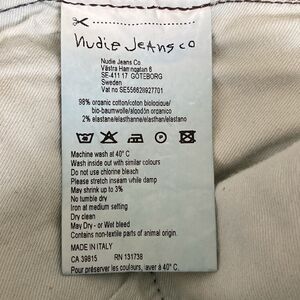 nudie Jeans co
Nudie Jeans Co
Västra Hamngatan 6
SE-411 17 GÖTEBORG
Sweden
Vat no SE556621927701
98% organic cotton/coton biologique/
bio-baumwolle/algodón orgánico
2% elastane/elasthanne/elasthan/elastano
Machine wash at 40° C
Wash inside out with similar colours
Do not use chlorine bleach
Please stretch inseam while damp
May shrink up to 3%
No tumble dry
Iron at medium setting
Dry clean
May Dry - or Wet bleed
Contains non-textile parts of animal origin.
MADE IN ITALY
CA 39815 RN 131738
Pour préserver les couleurs, laver à 40° C.